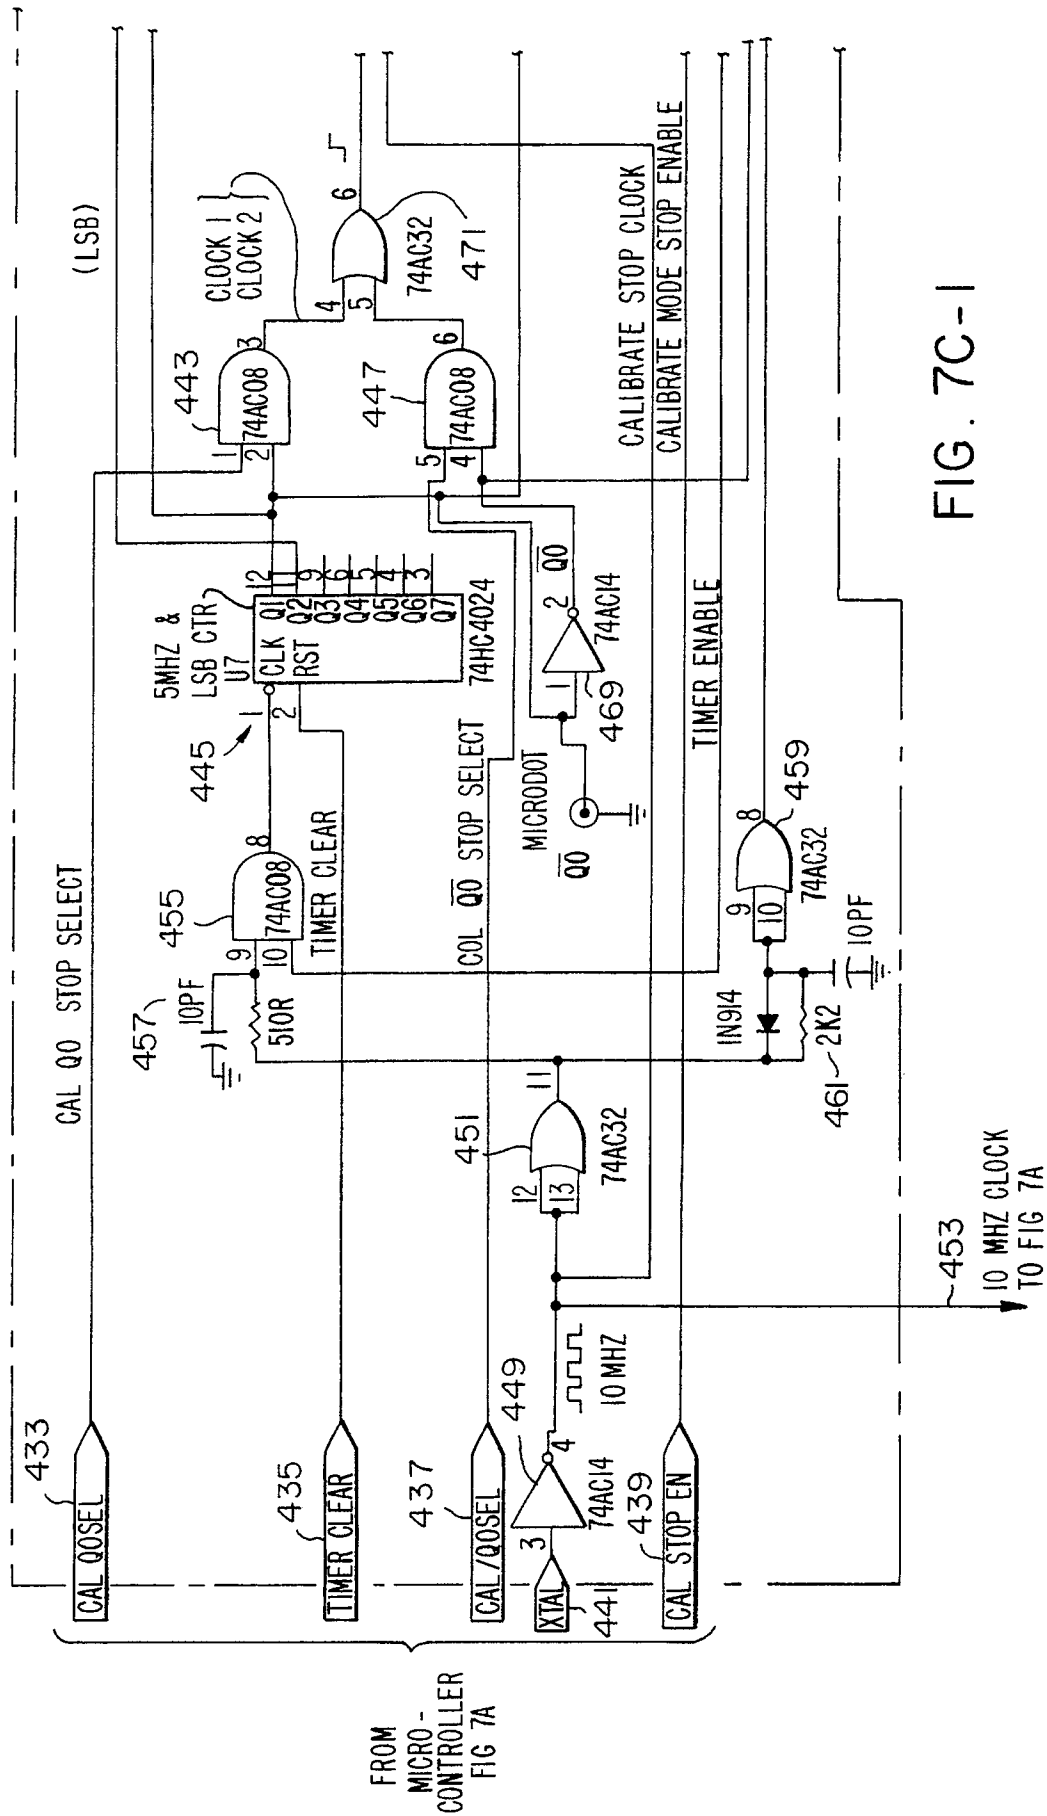 FROM
MICRO-
CONTROLLER
FIG 7A
CAL Q0SEL
433
CAL Q0 STOP SELECT
TIMER CLEAR
435
TIMER CLEAR
CAL/Q0SEL
437
COL Q̅0̅ STOP SELECT
XTAL
441
3
4
74AC14
449
10 MHZ
CAL STOP EN
439
453
10 MHZ CLOCK
TO FIG 7A
451
12
13
11
74AC32
457
10PF
510R
455
9
10
8
74AC08
445
1
2
5MHZ &
LSB CTR
U7
CLK
RST
Q1
Q2
Q3
Q4
Q5
Q6
Q7
12
11
9
6
5
4
3
74HC4024
Q̅0̅
MICRODOT
469
1
2
74AC14
Q̅0̅
TIMER ENABLE
461
2K2
1N914
10PF
9
10
8
74AC32
459
443
1
2
3
74AC08
447
5
4
6
74AC08
(LSB)
CLOCK 1
CLOCK 2
4
5
6
74AC32
471
CALIBRATE STOP CLOCK
CALIBRATE MODE STOP ENABLE
FIG. 7C-1